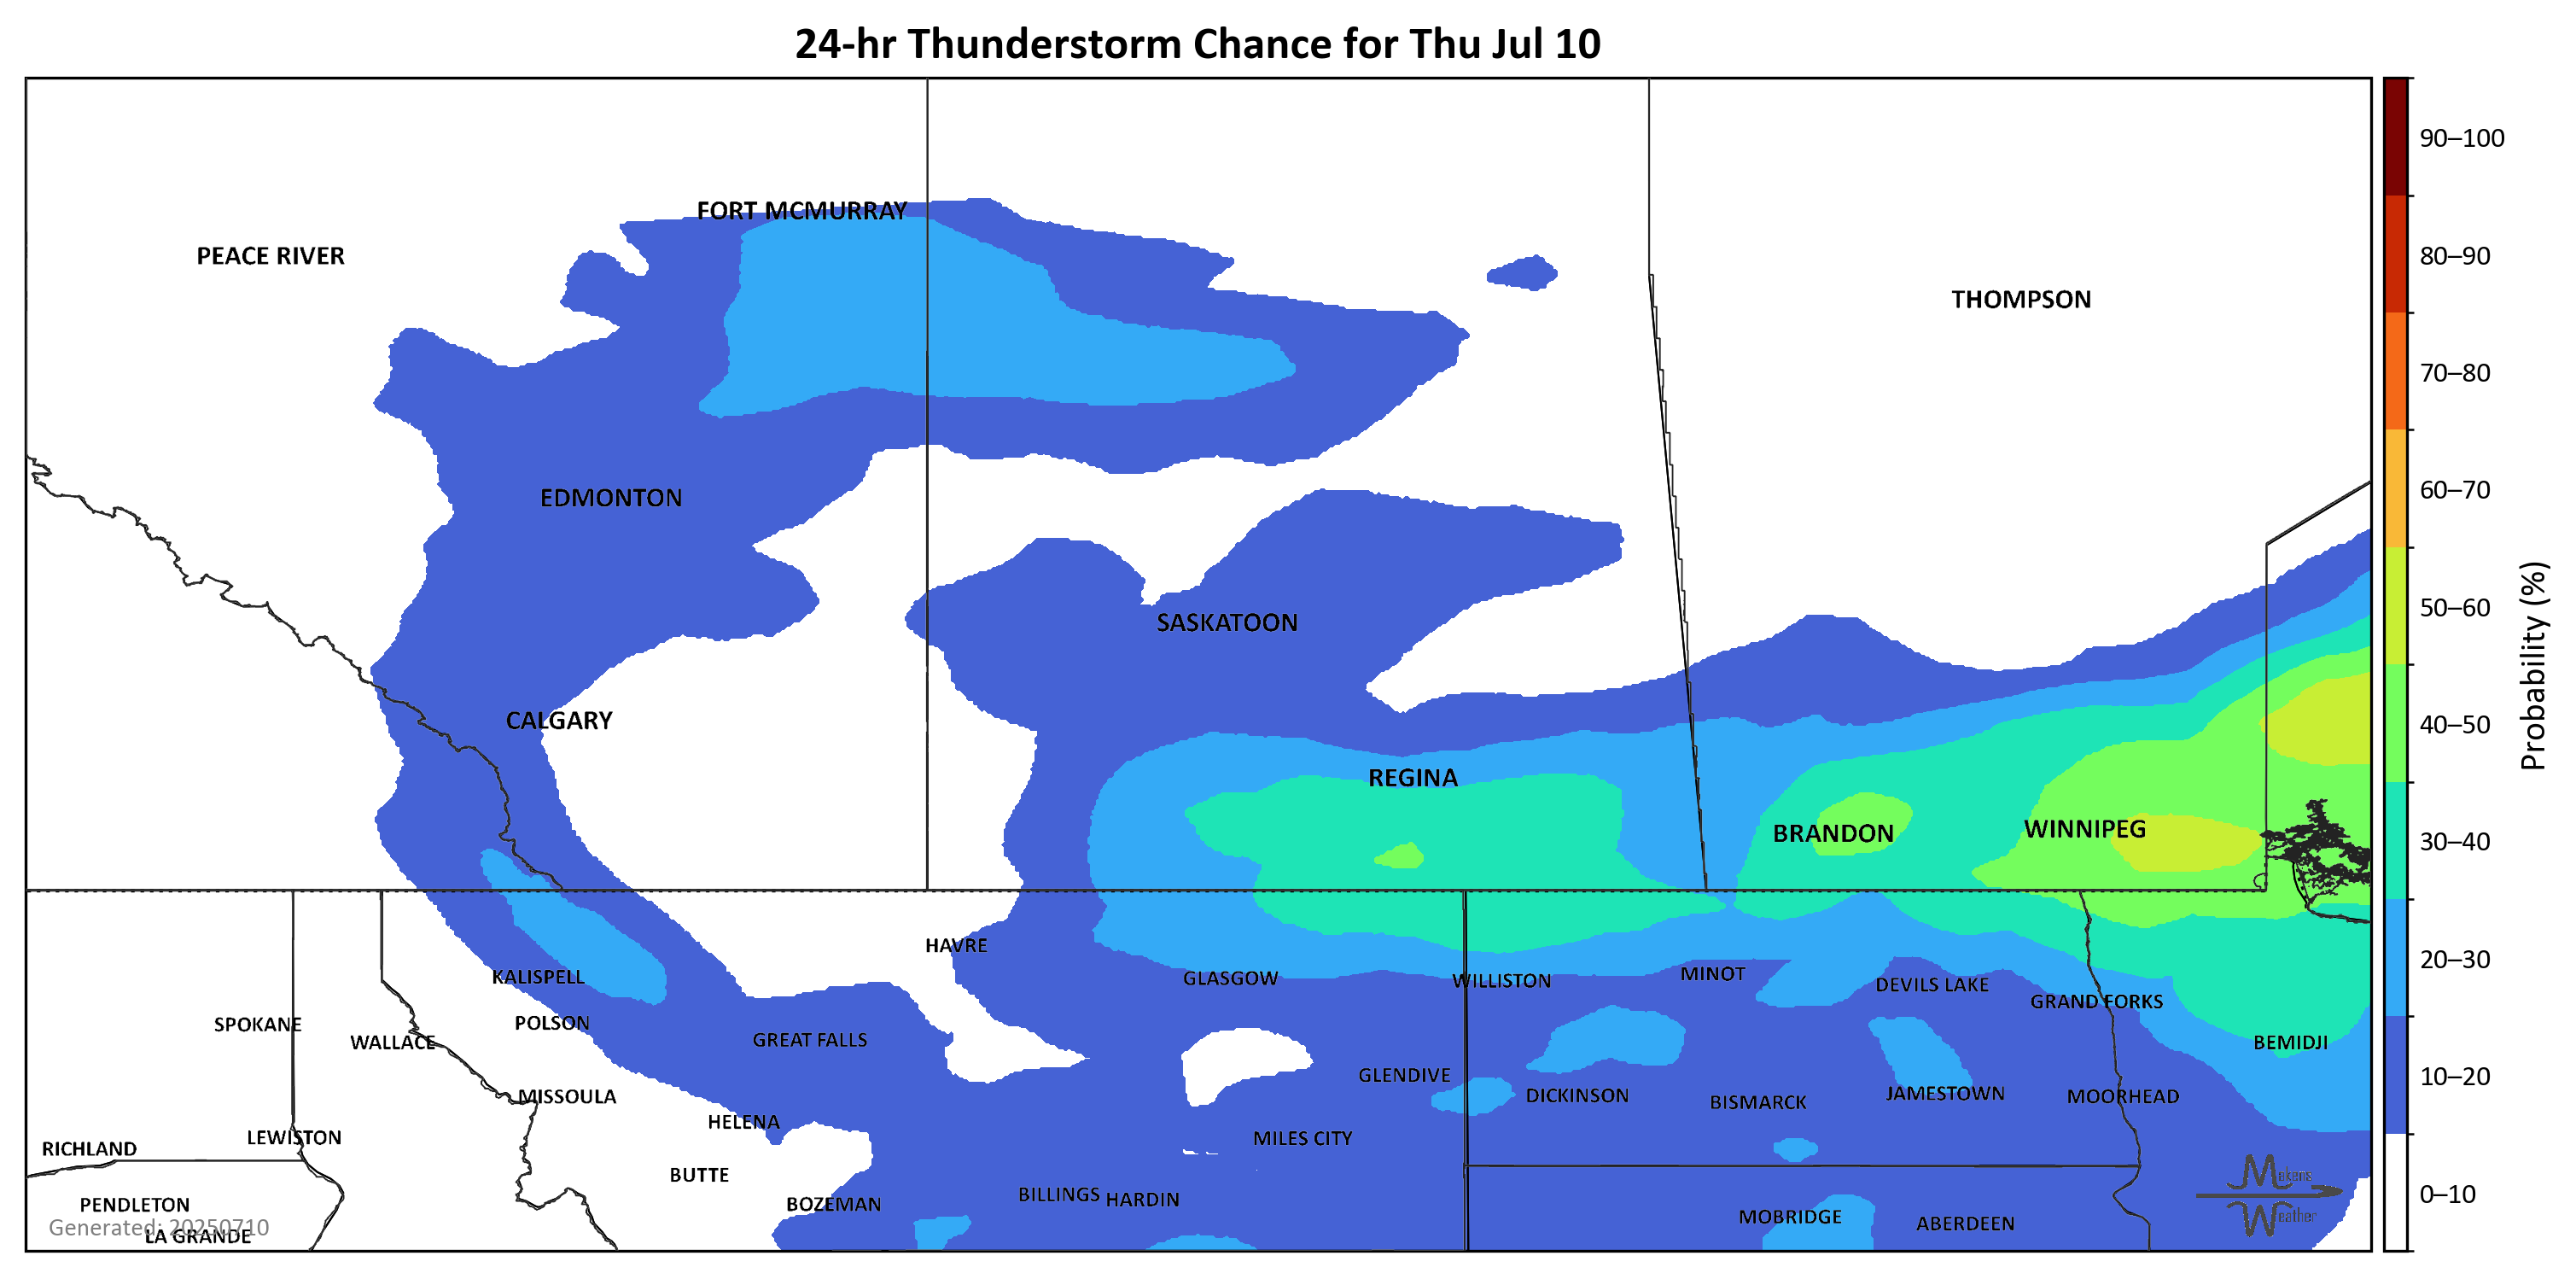 24-hr Thunderstorm Chance for Thu Jul 10
FORT MCMURRAY
PEACE RIVER
THOMPSON
EDMONTON
SASKATOON
CALGARY
REGINA
BRANDON
WINNIPEG
HAVRE
KALISPELL
GLASGOW
WILLISTON
MINOT
DEVILS LAKE
GRAND FORKS
SPOKANE
POLSON
WALLACE
GREAT FALLS
BEMIDJI
GLENDIVE
DICKINSON
BISMARCK
JAMESTOWN
MOORHEAD
MISSOULA
HELENA
LEWISTON
MILES CITY
RICHLAND
BUTTE
BOZEMAN
BILLINGS
HARDIN
PENDLETON
MOBRIDGE
ABERDEEN
Generated: 20250710
LA GRANDE
Makens
Weather
90–100
80–90
70–80
60–70
50–60
40–50
30–40
20–30
10–20
0–10
Probability (%)